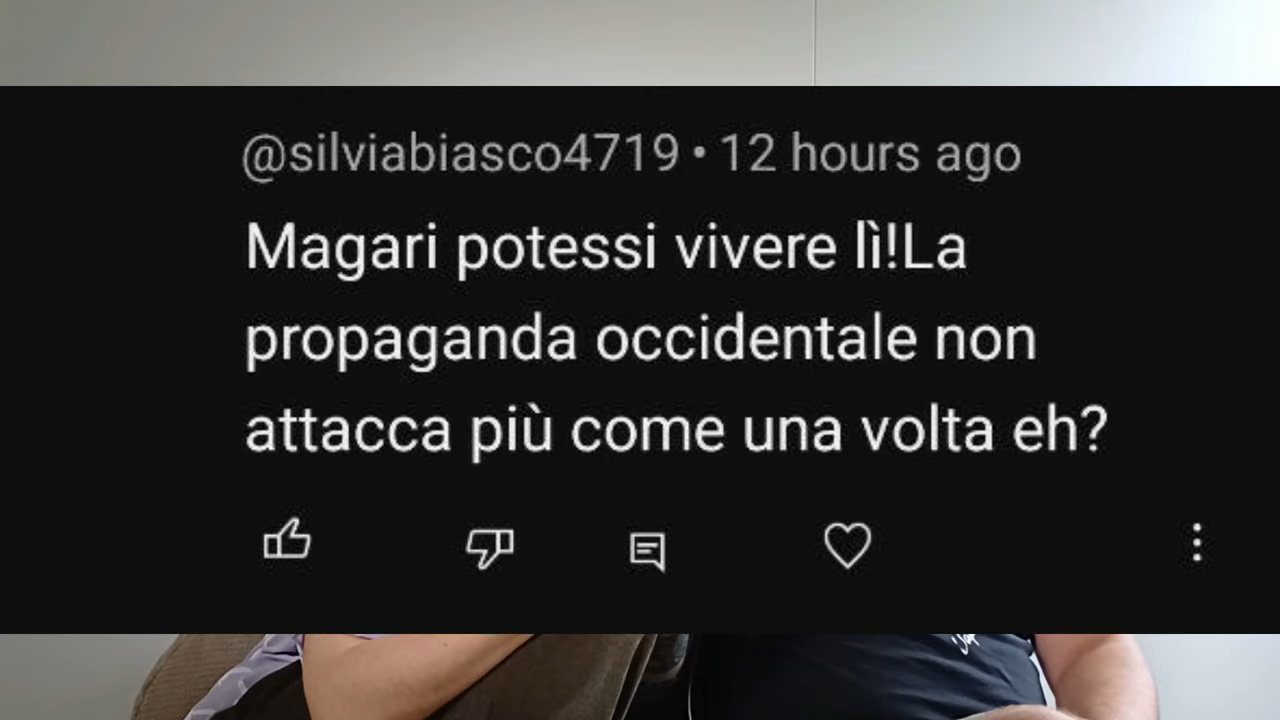 @silviabiasco4719 • 12 hours ago
Magari potessi vivere lì!La
propaganda occidentale non
attacca più come una volta eh?